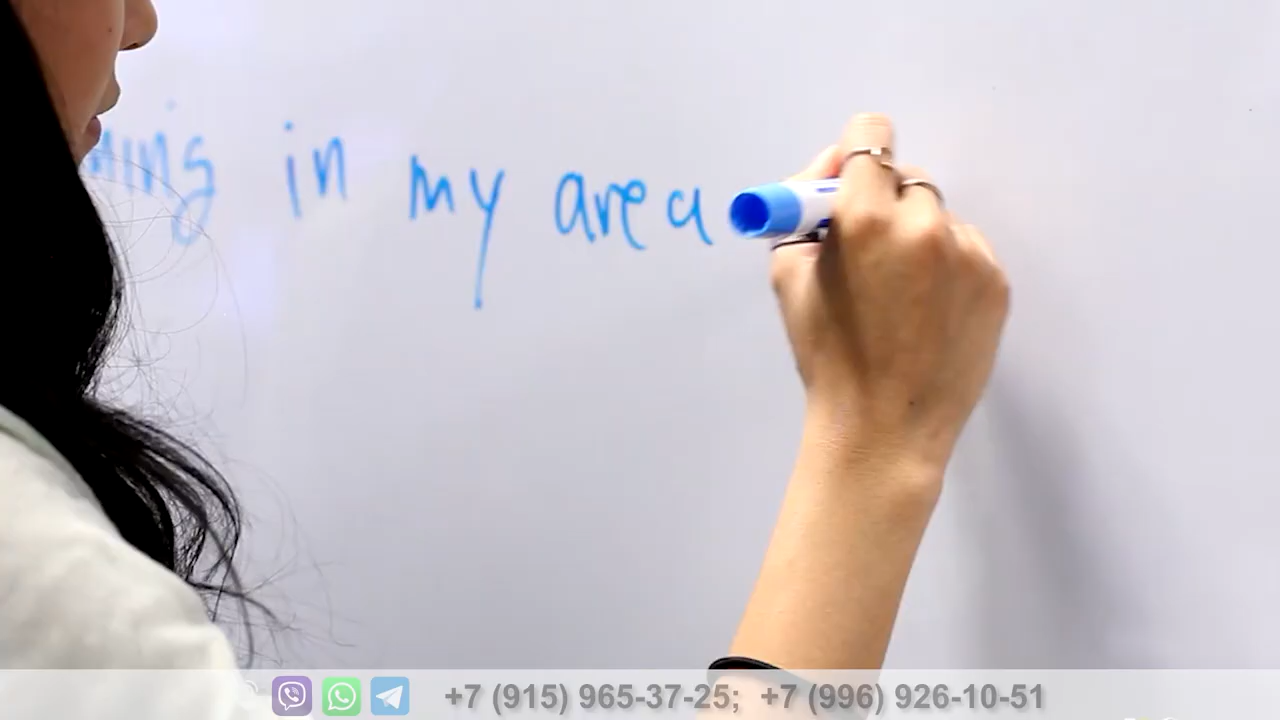 in my area
+7 (915) 965-37-25; +7 (996) 926-10-51